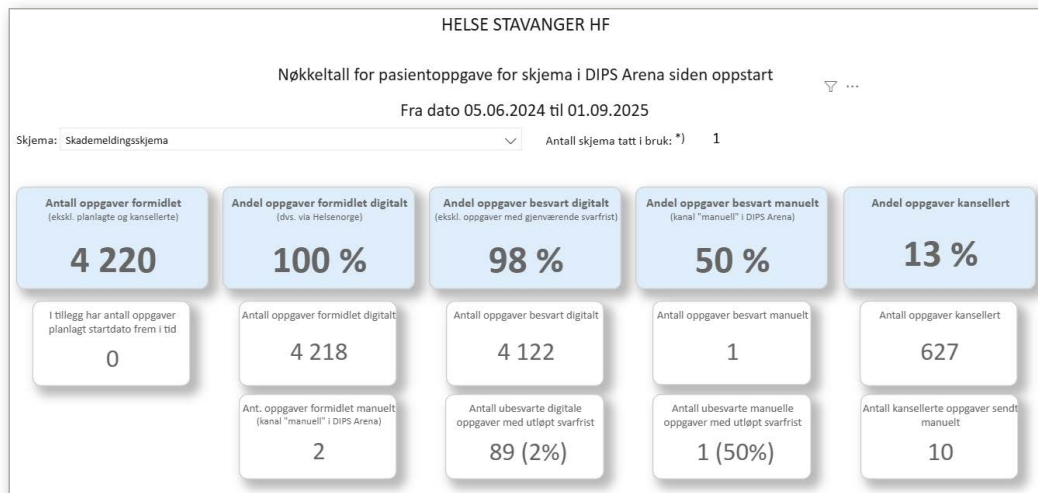 HELSE STAVANGER HF
Nøkkeltall for pasientoppgave for skjema i DIPS Arena siden oppstart
Fra dato 05.06.2024 til 01.09.2025
Skjema: Skademeldingsskjema
Antall skjema tatt i bruk: *) 1
Antall oppgaver formidlet
(ekskl. planlagte og kansellerte)
4 220
Andel oppgaver formidlet digitalt
(dvs. via Helsenorge)
100 %
Andel oppgaver besvart digitalt
(ekskl. oppgaver med gjenværende svarfrist)
98 %
Andel oppgaver besvart manuelt
(kanal "manuell" i DIPS Arena)
50 %
Andel oppgaver kansellert
13 %
I tillegg har antall oppgaver
planlagt startdato frem i tid
0
Antall oppgaver formidlet digitalt
4 218
Antall oppgaver besvart digitalt
4 122
Antall oppgaver besvart manuelt
1
Antall oppgaver kansellert
627
Ant. oppgaver formidlet manuelt
(kanal "manuell" i DIPS Arena)
2
Antall ubesvarte digitale
oppgaver med utløpt svarfrist
89 (2%)
Antall ubesvarte manuelle
oppgaver med utløpt svarfrist
1 (50%)
Antall kansellerte oppgaver sendt
manuelt
10